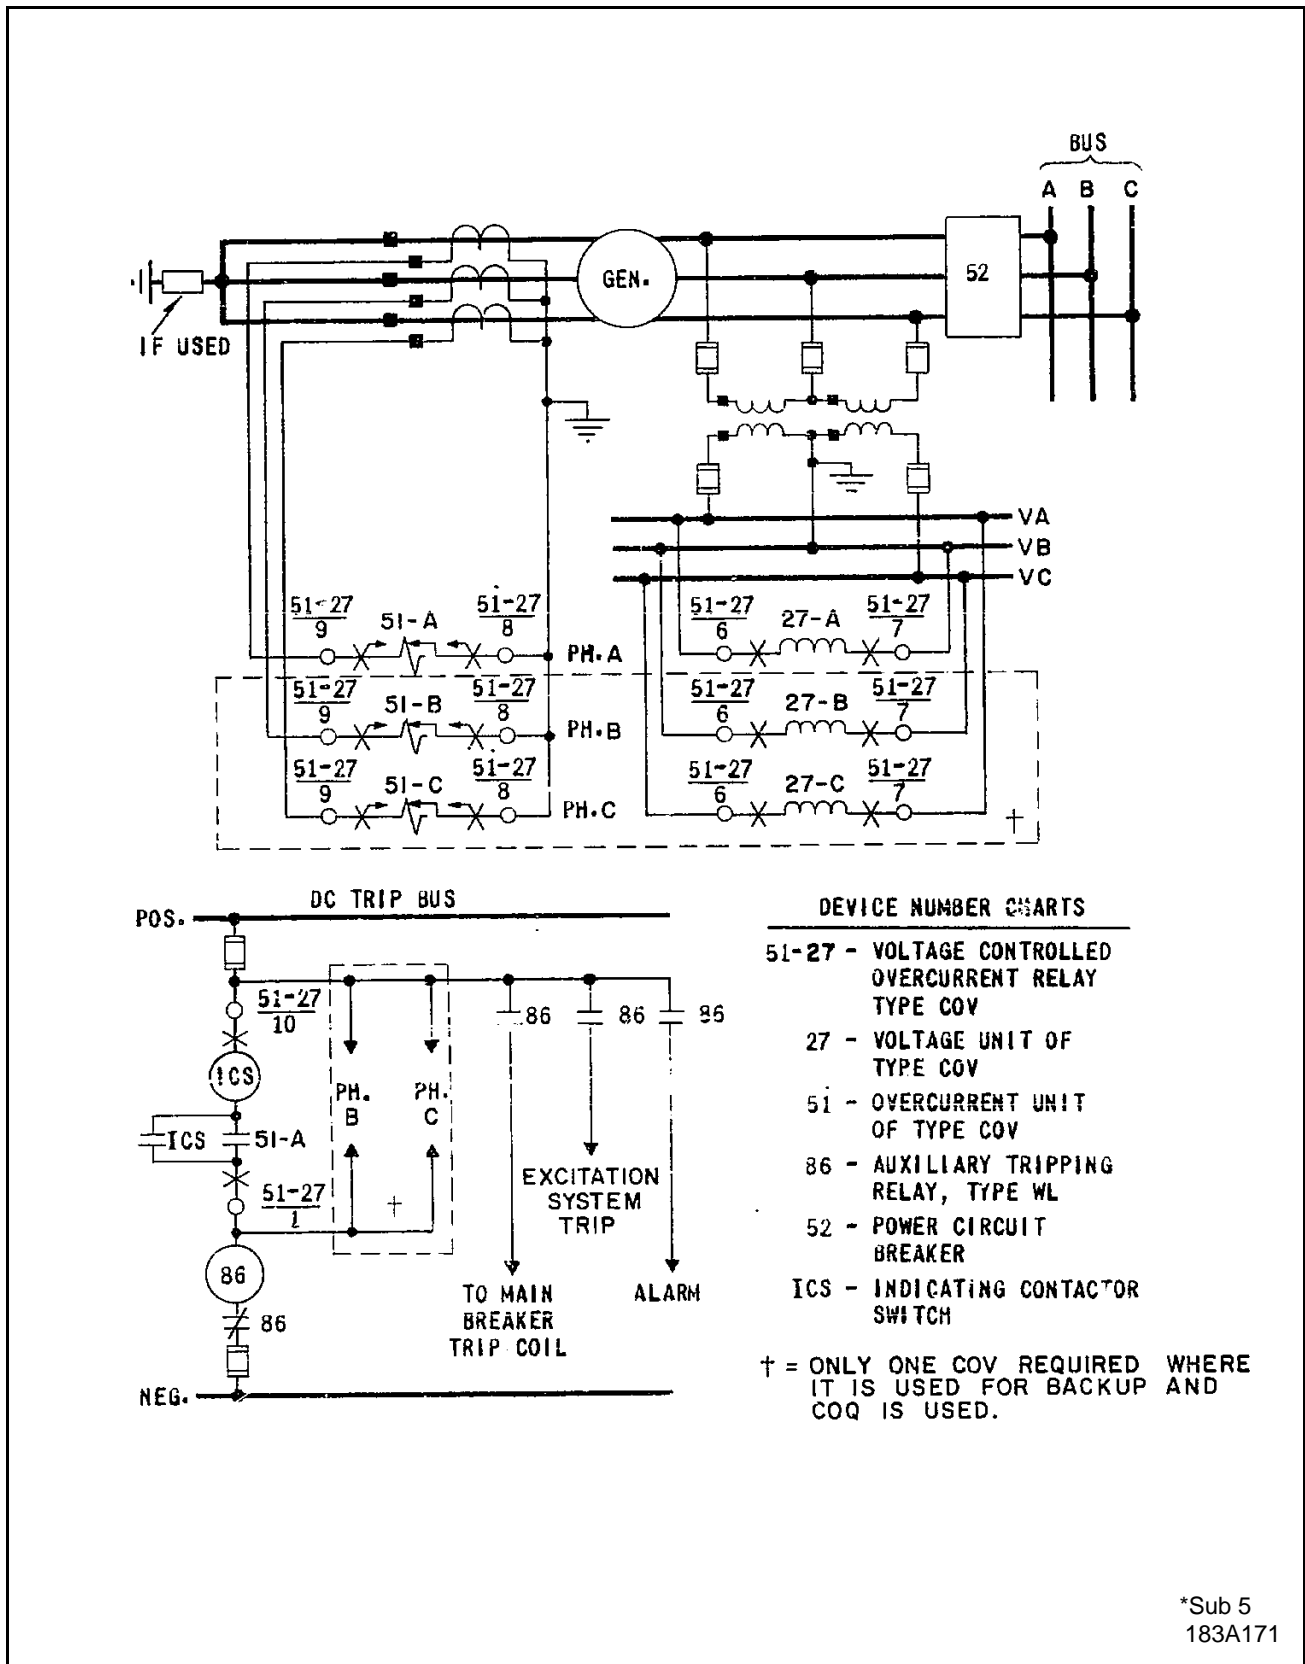 BUS
A B C
GEN.
52
IF USED
VA
VB
VC
51-27
9
51-A
51-27
8
PH.A
51-27
6
27-A
51-27
7
51-27
9
51-B
51-27
8
PH.B
51-27
6
27-B
51-27
7
51-27
9
51-C
51-27
8
PH.C
51-27
6
27-C
51-27
7
†
DC TRIP BUS
POS.
51-27
10
ICS
ICS
51-A
51-27
1
86
86
NEG.
PH.
B
PH.
C
†
86
86
86
EXCITATION
SYSTEM
TRIP
TO MAIN
BREAKER
TRIP COIL
ALARM
DEVICE NUMBER CHARTS
51-27 - VOLTAGE CONTROLLED
OVERCURRENT RELAY
TYPE COV
27 - VOLTAGE UNIT OF
TYPE COV
51 - OVERCURRENT UNIT
OF TYPE COV
86 - AUXILIARY TRIPPING
RELAY, TYPE WL
52 - POWER CIRCUIT
BREAKER
ICS - INDICATING CONTACTOR
SWITCH
† = ONLY ONE COV REQUIRED WHERE
IT IS USED FOR BACKUP AND
COQ IS USED.
*Sub 5
183A171